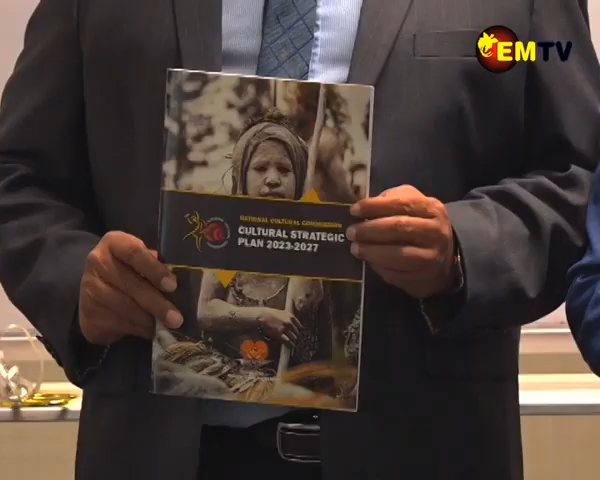 EMTV
NATIONAL CULTURAL COMMISSION
CULTURAL STRATEGIC
PLAN 2023-2027